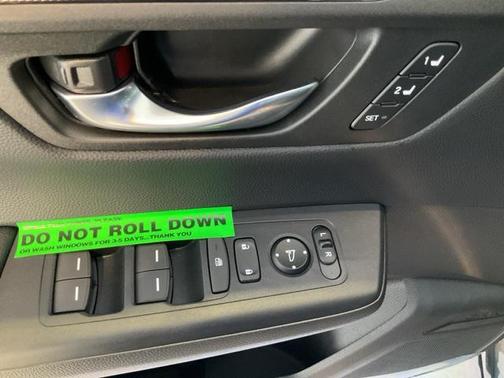 1
2
SET
DO NOT ROLL DOWN
OR WASH WINDOWS FOR 3-5 DAYS...THANK YOU
L
R